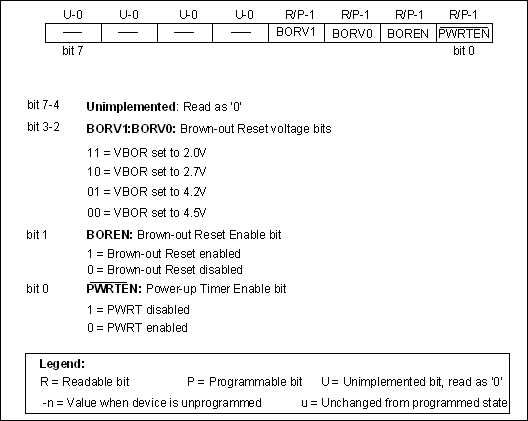 U-0 U-0 U-0 U-0 R/P-1 R/P-1 R/P-1 R/P-1
— — — — BORV1 BORV0 BOREN PWRTEN
bit 7 bit 0
bit 7-4 Unimplemented: Read as '0'
bit 3-2 BORV1:BORV0: Brown-out Reset voltage bits
11 = VBOR set to 2.0V
10 = VBOR set to 2.7V
01 = VBOR set to 4.2V
00 = VBOR set to 4.5V
bit 1 BOREN: Brown-out Reset Enable bit
1 = Brown-out Reset enabled
0 = Brown-out Reset disabled
bit 0 PWRTEN: Power-up Timer Enable bit
1 = PWRT disabled
0 = PWRT enabled
Legend:
R = Readable bit P = Programmable bit U = Unimplemented bit, read as '0'
-n = Value when device is unprogrammed u = Unchanged from programmed state